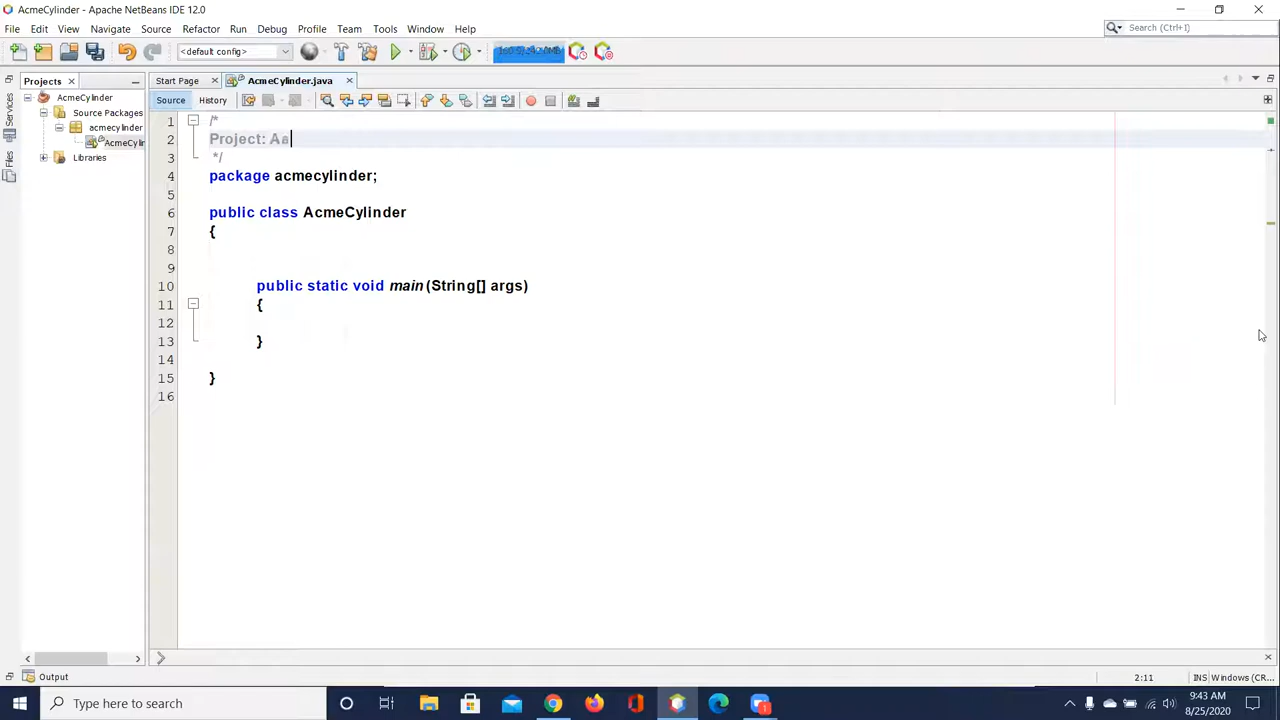 AcmeCylinder - Apache NetBeans IDE 12.0
File Edit View Navigate Source Refactor Run Debug Profile Team Tools Window Help
Search (Ctrl+I)
<default config>
Projects
Start Page
AcmeCylinder.java
Services
Files
AcmeCylinder
Source Packages
acmecylinder
AcmeCylin
Libraries
Source History
1 /*
2 Project: Aa
3 */
4 package acmecylinder;
5
6 public class AcmeCylinder
7 {
8
9
10 public static void main(String[] args)
11 {
12
13 }
14
15 }
16
Output
2:11
INS
Windows (CR...
Type here to search
1
9:43 AM
8/25/2020